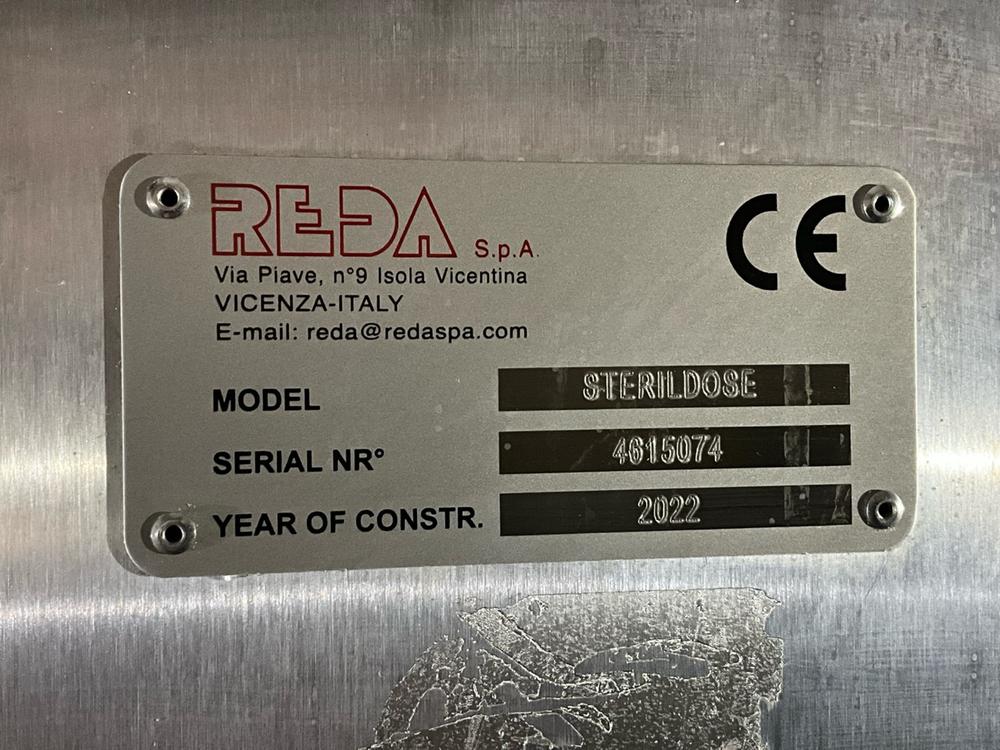 REDA S.p.A.
Via Piave, n°9 Isola Vicentina
VICENZA-ITALY
E-mail: reda@redaspa.com
CE
MODEL STERILDOSE
SERIAL NR° 4615074
YEAR OF CONSTR. 2022